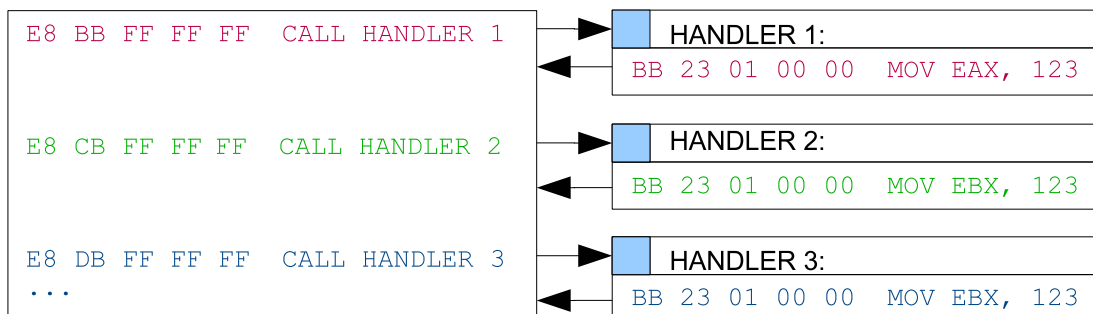 E8 BB FF FF FF CALL HANDLER 1
E8 CB FF FF FF CALL HANDLER 2
E8 DB FF FF FF CALL HANDLER 3
...
HANDLER 1:
BB 23 01 00 00 MOV EAX, 123
HANDLER 2:
BB 23 01 00 00 MOV EBX, 123
HANDLER 3:
BB 23 01 00 00 MOV EBX, 123